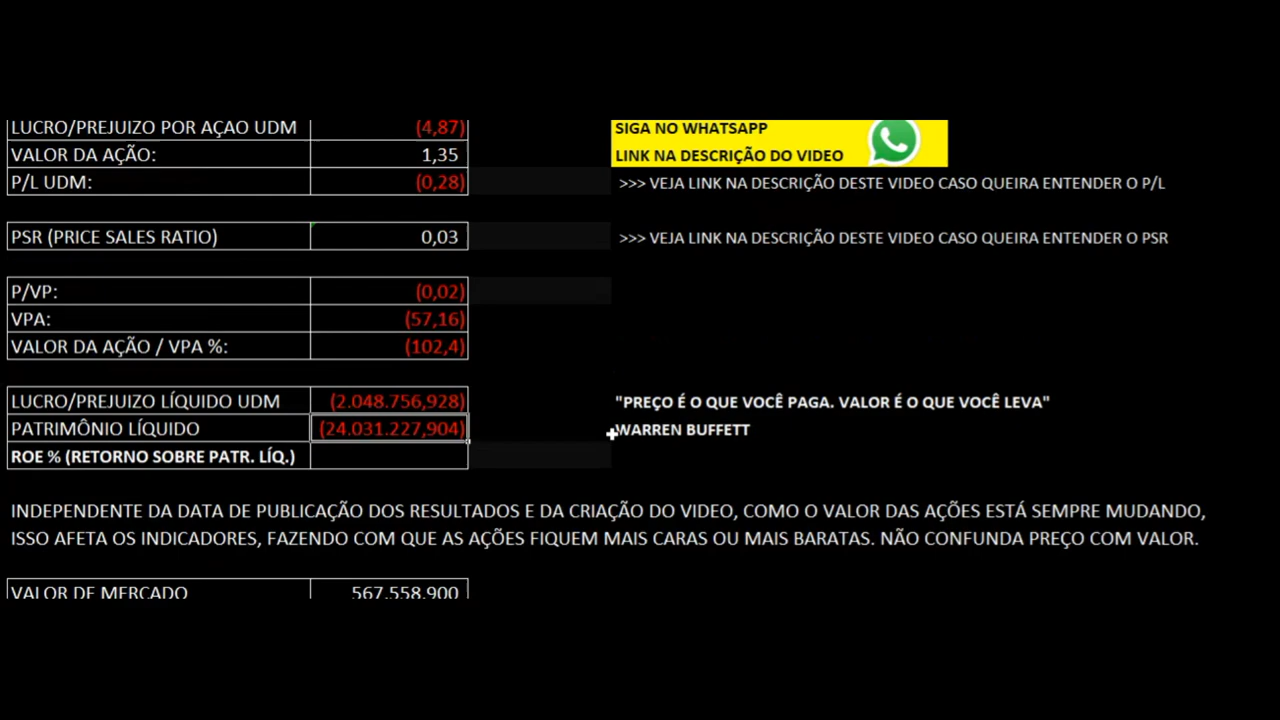 LUCRO/PREJUIZO POR AÇAO UDM (4,87)
SIGA NO WHATSAPP
VALOR DA AÇÃO: 1,35
LINK NA DESCRIÇÃO DO VIDEO
P/L UDM: (0,28)
>>> VEJA LINK NA DESCRIÇÃO DESTE VIDEO CASO QUEIRA ENTENDER O P/L
PSR (PRICE SALES RATIO) 0,03
>>> VEJA LINK NA DESCRIÇÃO DESTE VIDEO CASO QUEIRA ENTENDER O PSR
P/VP: (0,02)
VPA: (57,16)
VALOR DA AÇÃO / VPA %: (102,4)
LUCRO/PREJUIZO LÍQUIDO UDM (2.048.756,928)
"PREÇO É O QUE VOCÊ PAGA. VALOR É O QUE VOCÊ LEVA"
PATRIMÔNIO LÍQUIDO (24.031.227,904)
WARREN BUFFETT
ROE % (RETORNO SOBRE PATR. LÍQ.)
INDEPENDENTE DA DATA DE PUBLICAÇÃO DOS RESULTADOS E DA CRIAÇÃO DO VIDEO, COMO O VALOR DAS AÇÕES ESTÁ SEMPRE MUDANDO,
ISSO AFETA OS INDICADORES, FAZENDO COM QUE AS AÇÕES FIQUEM MAIS CARAS OU MAIS BARATAS. NÃO CONFUNDA PREÇO COM VALOR.
VALOR DE MERCADO 567.558.900